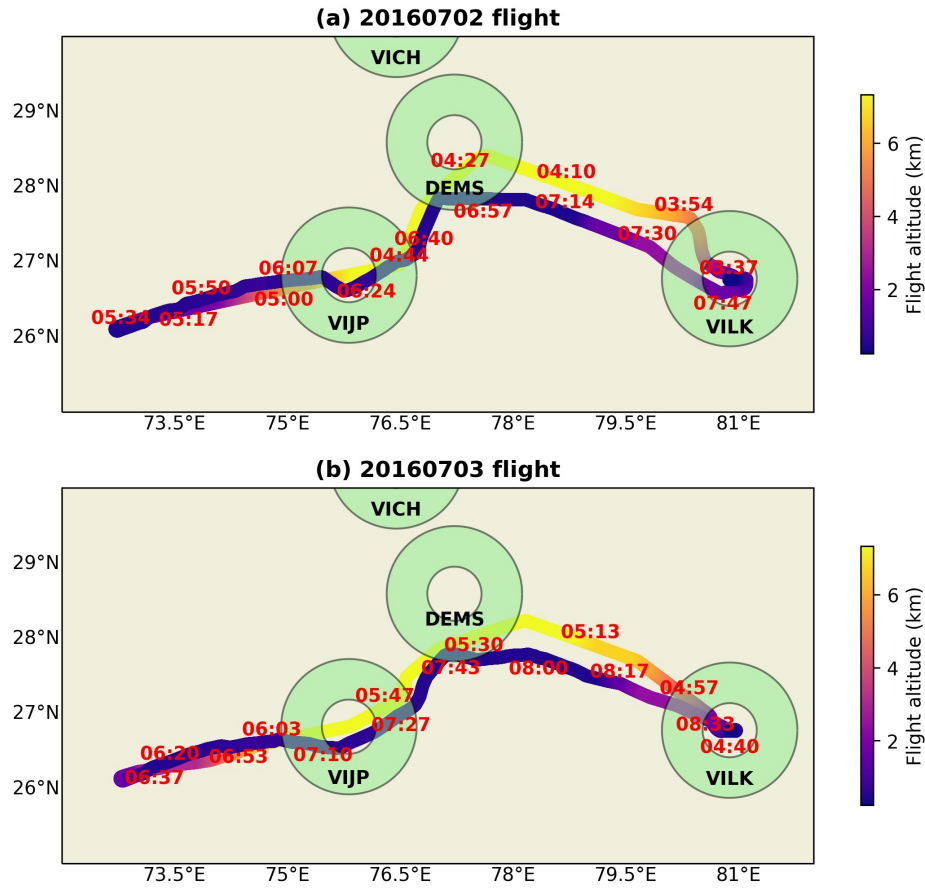 (a) 20160702 flight
VICH
29°N
28°N
27°N
26°N
04:27
04:10
DEMS
07:14
03:54
06:57
06:40
07:30
04:44
06:07
03:37
05:50
05:00
06:24
07:47
05:34
05:17
VIJP
VILK
73.5°E
75°E
76.5°E
78°E
79.5°E
81°E
6
4
2
Flight altitude (km)
(b) 20160703 flight
VICH
29°N
28°N
27°N
26°N
DEMS
05:13
05:30
07:43
08:00
08:17
04:57
05:47
07:27
08:33
06:03
04:40
06:20
06:53
07:10
06:37
VIJP
VILK
73.5°E
75°E
76.5°E
78°E
79.5°E
81°E
6
4
2
Flight altitude (km)